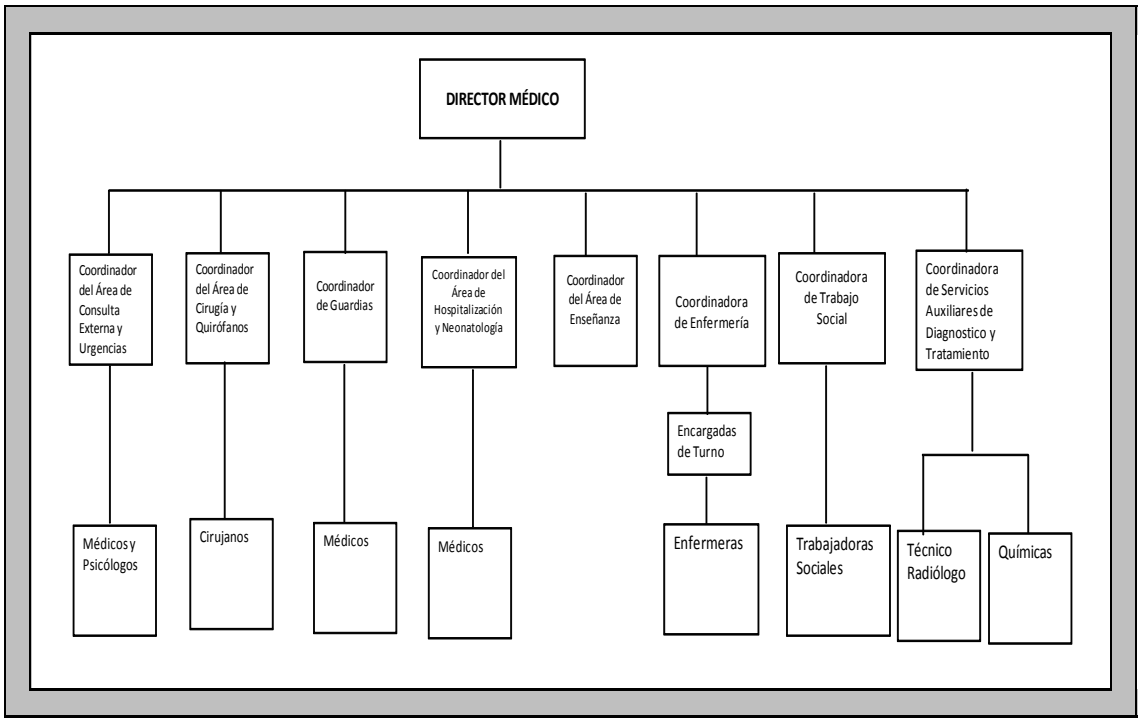 DIRECTOR MÉDICO
Coordinador
del Área de
Consulta
Externa y
Urgencias
Coordinador
del Área de
Cirugía y
Quirófanos
Coordinador
de Guardias
Coordinador del
Área de
Hospitalización
y Neonatología
Coordinador
del Área de
Enseñanza
Coordinadora
de Enfermería
Coordinadora
de Trabajo
Social
Coordinadora
de Servicios
Auxiliares de
Diagnostico y
Tratamiento
Encargadas
de Turno
Médicos y
Psicólogos
Cirujanos
Médicos
Médicos
Enfermeras
Trabajadoras
Sociales
Técnico
Radiólogo
Químicas